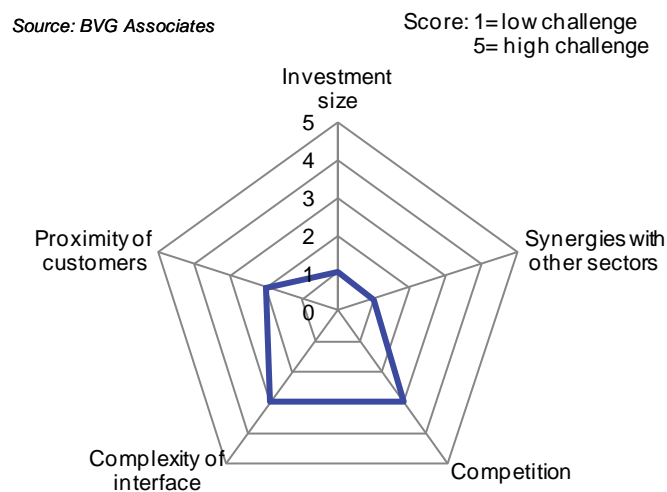 Source: BVG Associates
Score: 1=low challenge
5= high challenge
Investment
size
5
4
3
2
1
0
Proximity of
customers
Synergies with
other sectors
Complexity of
interface
Competition